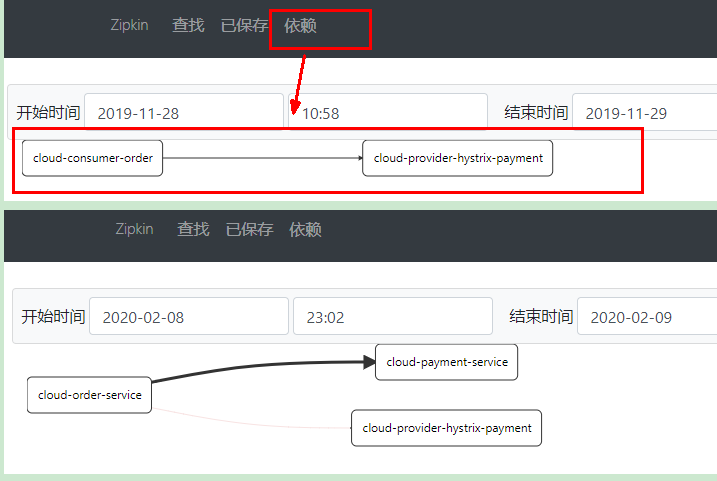 Zipkin 查找 已保存 依赖
开始时间 2019-11-28 10:58 结束时间 2019-11-29
cloud-consumer-order cloud-provider-hystrix-payment
Zipkin 查找 已保存 依赖
开始时间 2020-02-08 23:02 结束时间 2020-02-09
cloud-payment-service
cloud-order-service
cloud-provider-hystrix-payment